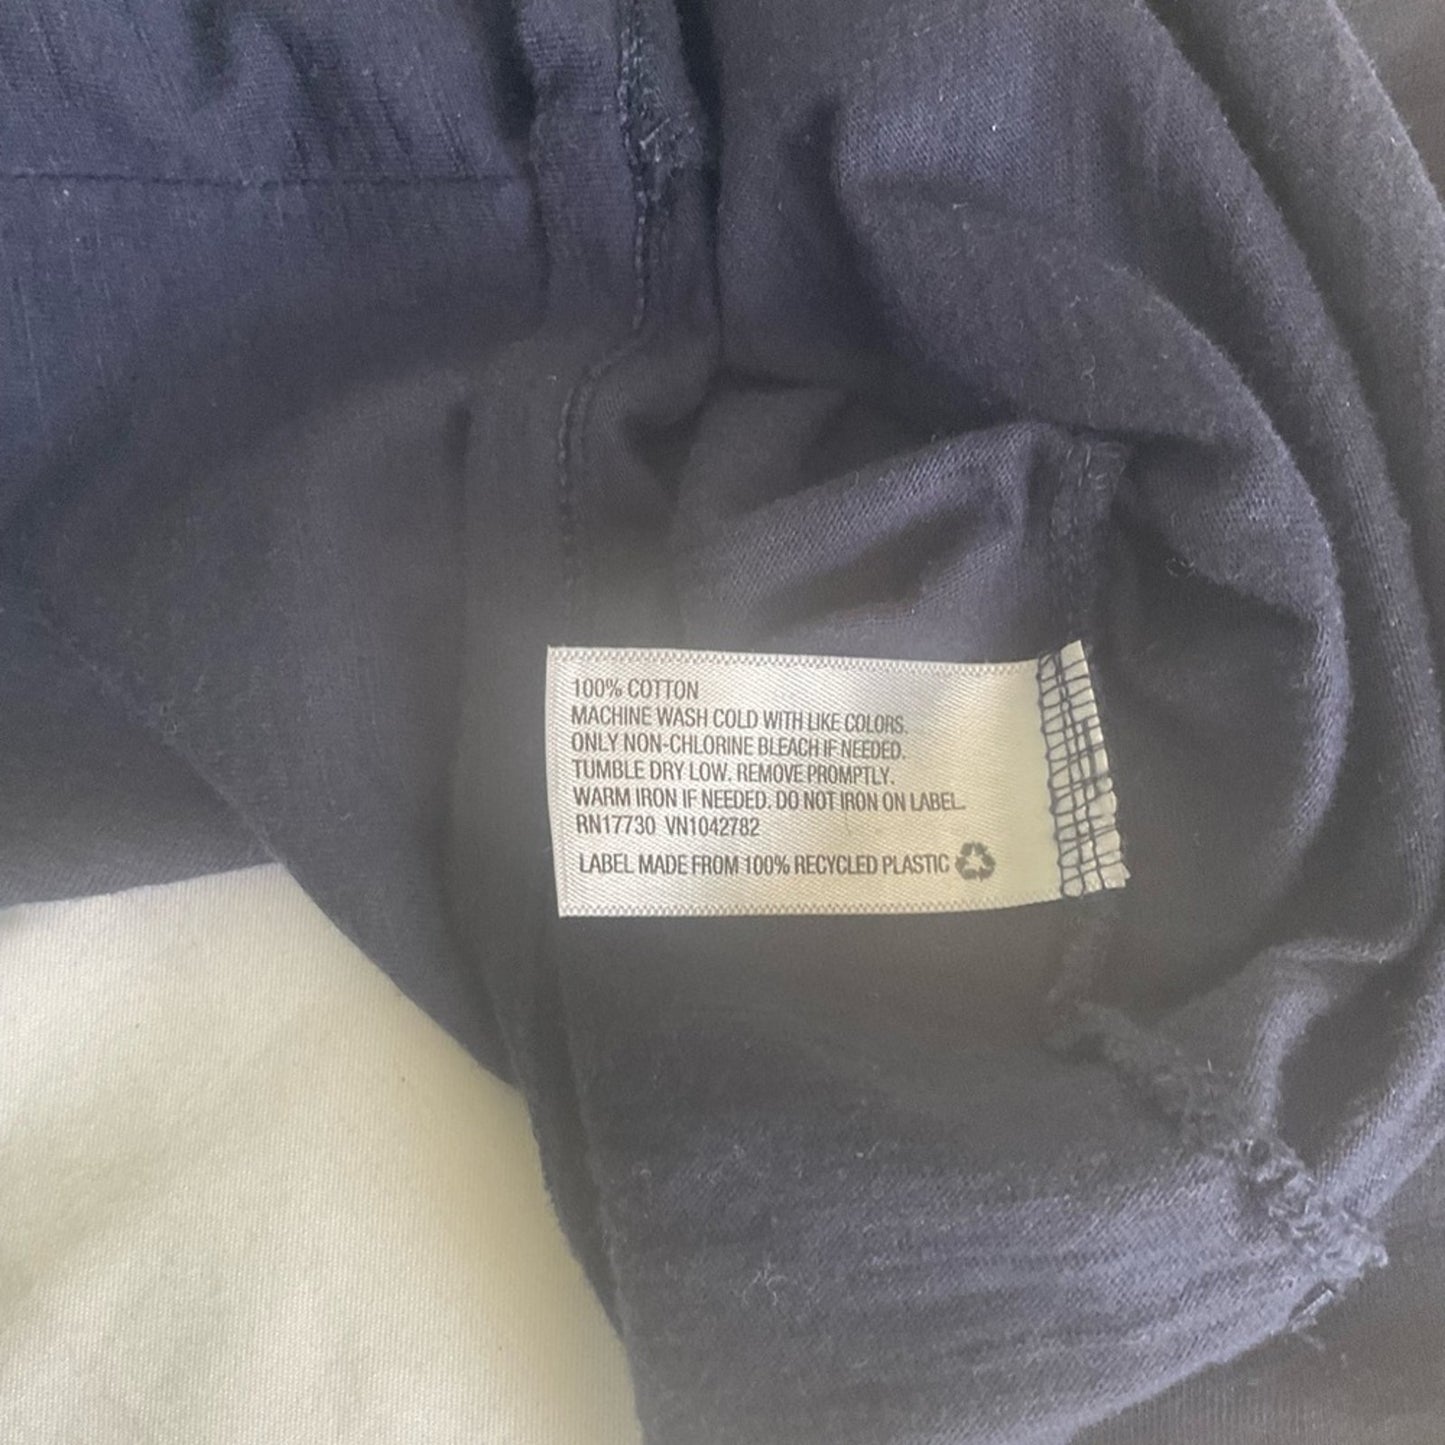 100% COTTON
MACHINE WASH COLD WITH LIKE COLORS.
ONLY NON-CHLORINE BLEACH IF NEEDED.
TUMBLE DRY LOW. REMOVE PROMPTLY.
WARM IRON IF NEEDED. DO NOT IRON ON LABEL.
RN17730 VN1042782
LABEL MADE FROM 100% RECYCLED PLASTIC